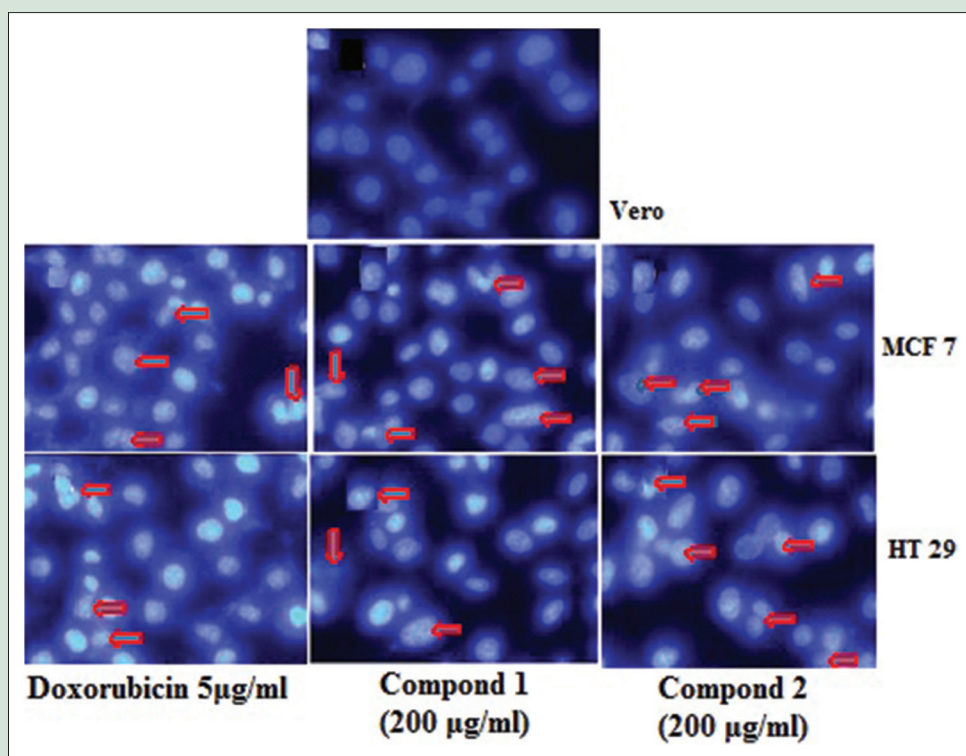 Vero
MCF 7
HT 29
Doxorubicin 5µg/ml
Compond 1
(200 µg/ml)
Compond 2
(200 µg/ml)